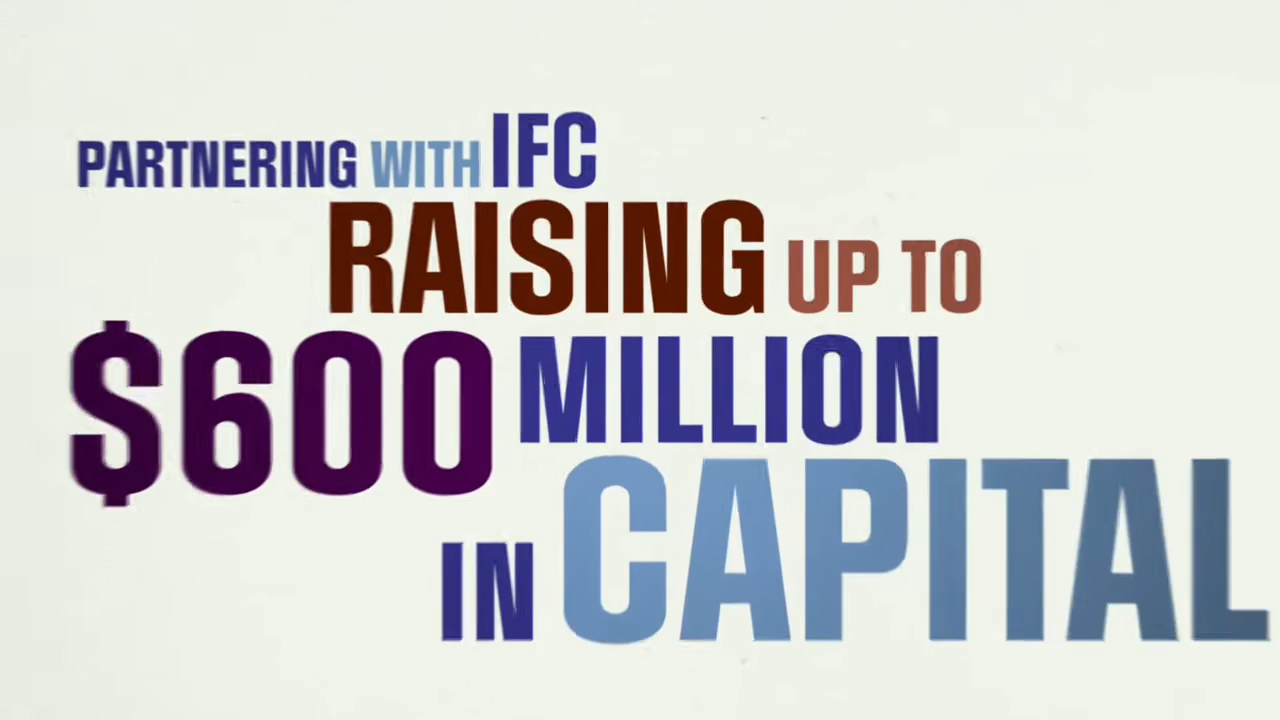 PARTNERING WITH IFC
RAISING UP TO
$600 MILLION
IN CAPITAL